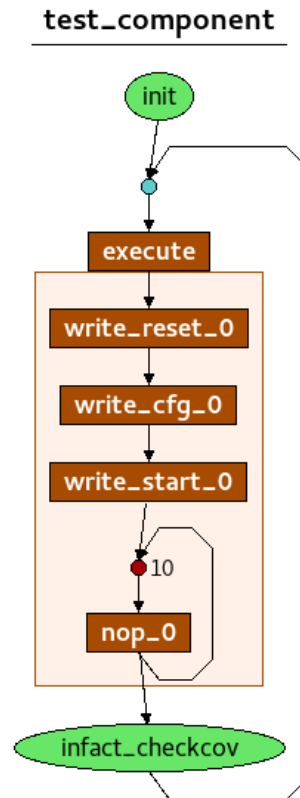 test_component
init
execute
write_reset_0
write_cfg_0
write_start_0
10
nop_0
infact_checkcov